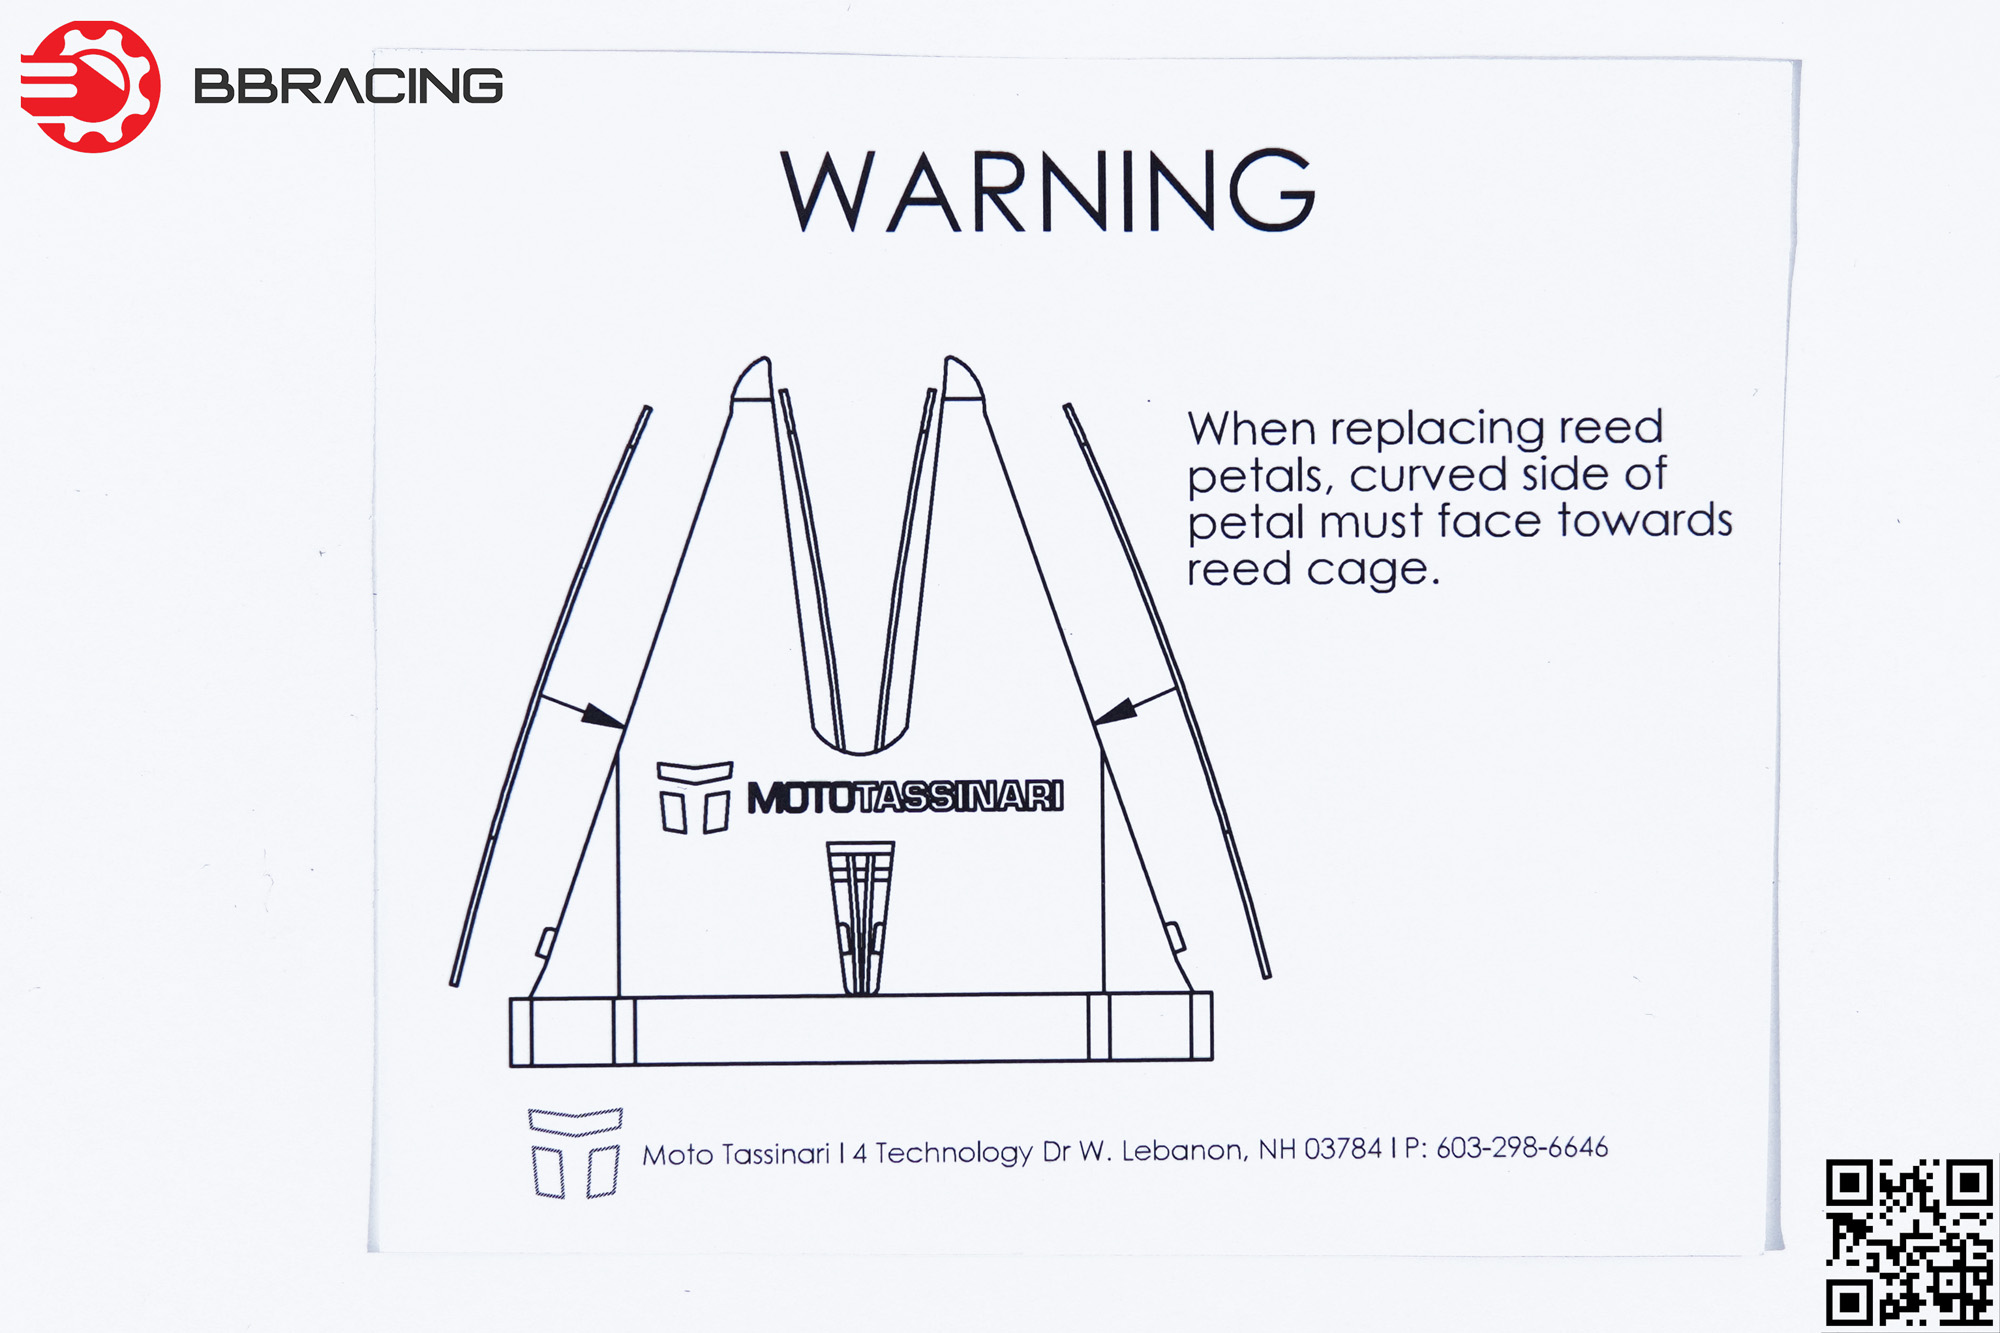 BBRACING
WARNING
When replacing reed
petals, curved side of
petal must face towards
reed cage.
MOTOTASSINARI
Moto Tassinari I 4 Technology Dr W. Lebanon, NH 03784 I P: 603-298-6646